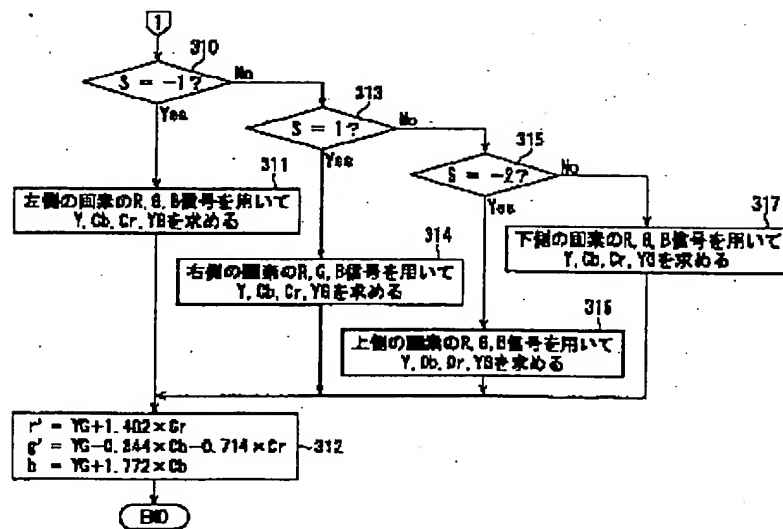 1
310
S = -1?
No
Yes
313
S = 1?
No
Yes
315
S = -2?
No
Yes
311
左側の画素のR,G,B信号を用いて
Y,Cb,Cr,YGを求める
314
右側の画素のR,G,B信号を用いて
Y,Cb,Cr,YGを求める
317
下側の画素のR,G,B信号を用いて
Y,Cb,Cr,YGを求める
316
上側の画素のR,G,B信号を用いて
Y,Cb,Cr,YGを求める
r' = YG+1.402×Cr
g' = YG-0.344×Cb-0.714×Cr
b = YG+1.772×Cb
312
END